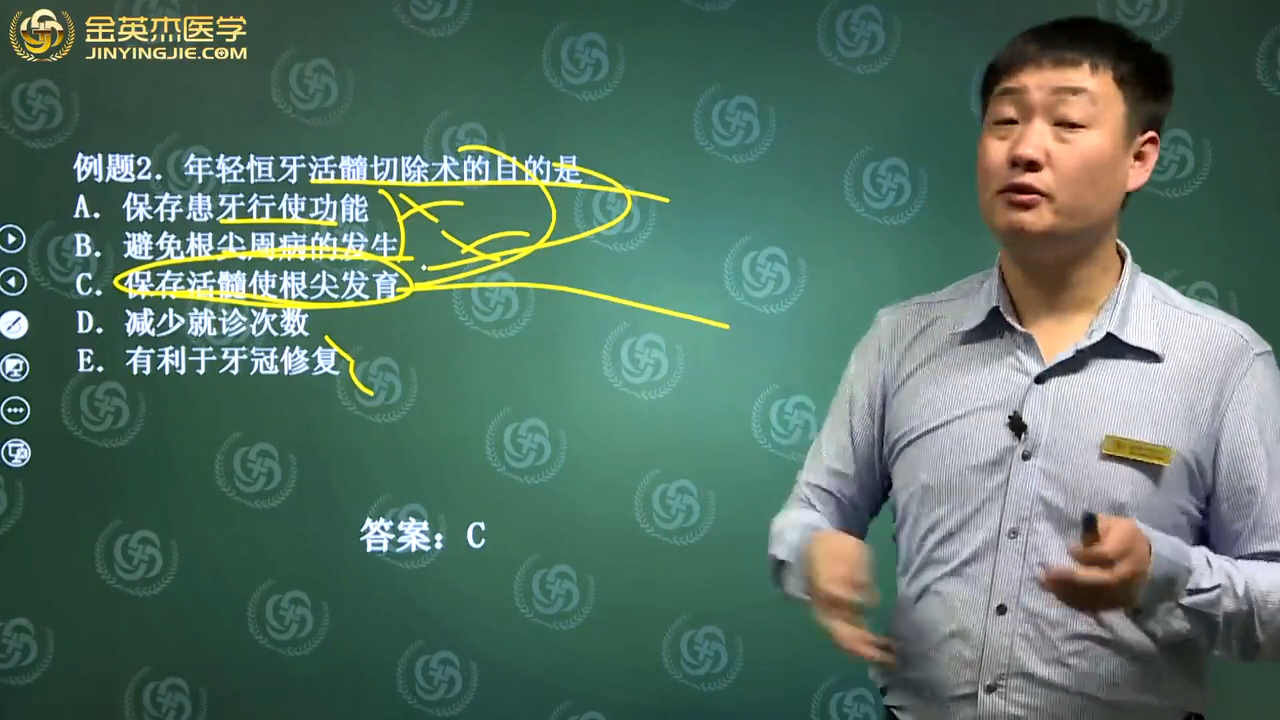 金英杰医学
JINYINGJIE.COM
例题2．年轻恒牙活髓切除术的目的是
A．保存患牙行使功能
B．避免根尖周病的发生
C．保存活髓使根尖发育
D．减少就诊次数
E．有利于牙冠修复
答案：C